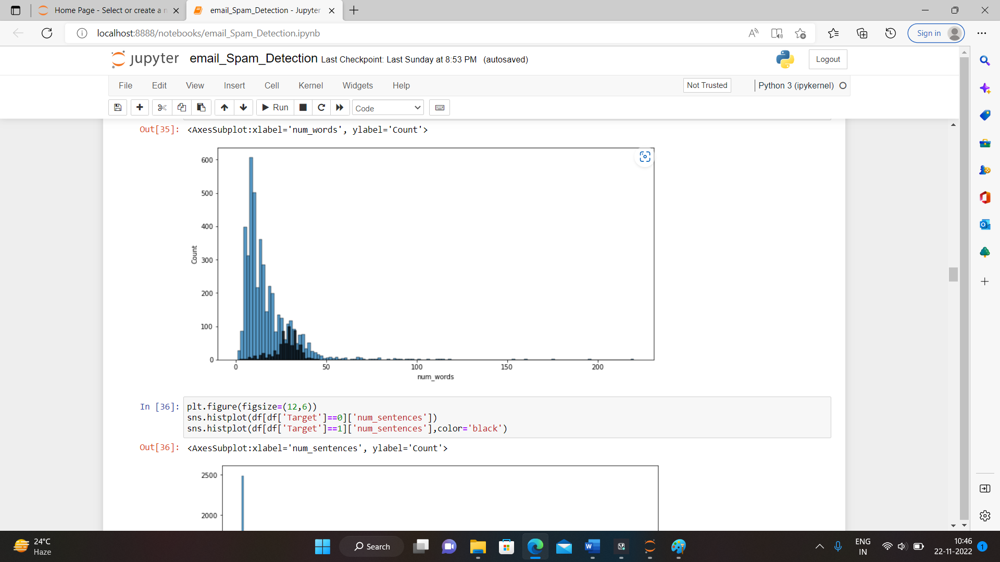 Home Page - Select or create a n
email_Spam_Detection - Jupyter
localhost:8888/notebooks/email_Spam_Detection.ipynb
Sign in
jupyter email_Spam_Detection Last Checkpoint: Last Sunday at 8:53 PM (autosaved)
Logout
File Edit View Insert Cell Kernel Widgets Help
Not Trusted
Python 3 (ipykernel)
Run
Code
Out[35]: <AxesSubplot:xlabel='num_words', ylabel='Count'>
600
500
400
300
200
100
0
Count
0 50 100 150 200
num_words
In [36]: plt.figure(figsize=(12,6))
sns.histplot(df[df['Target']==0]['num_sentences'])
sns.histplot(df[df['Target']==1]['num_sentences'],color='black')
Out[36]: <AxesSubplot:xlabel='num_sentences', ylabel='Count'>
2500
2000
24°C
Haze
Search
ENG
IN
10:46
22-11-2022
1